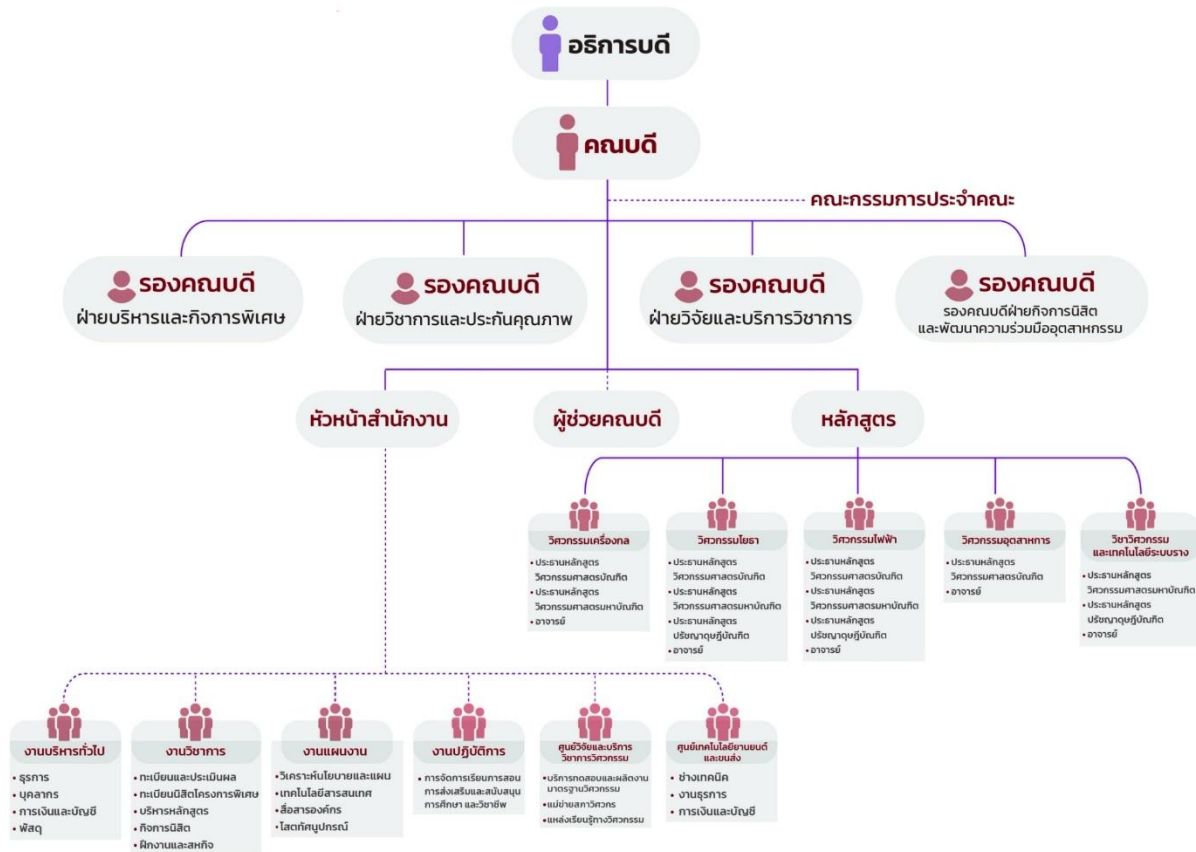 อธิการบดี
คณบดี
คณะกรรมการประจำคณะ
รองคณบดี
ฝ่ายบริหารและกิจการพิเศษ
รองคณบดี
ฝ่ายวิชาการและประกันคุณภาพ
รองคณบดี
ฝ่ายวิจัยและบริการวิชาการ
รองคณบดี
รองคณบดีฝ่ายกิจการนิสิต
และพัฒนาความร่วมมืออุตสาหกรรม
หัวหน้าสำนักงาน
ผู้ช่วยคณบดี
หลักสูตร
วิศวกรรมเครื่องกล
• ประธานหลักสูตร
วิศวกรรมศาสตรบัณฑิต
• ประธานหลักสูตร
วิศวกรรมศาสตรมหาบัณฑิต
• อาจารย์
วิศวกรรมโยธา
• ประธานหลักสูตร
วิศวกรรมศาสตรบัณฑิต
• ประธานหลักสูตร
วิศวกรรมศาสตรมหาบัณฑิต
• ประธานหลักสูตร
ปรัชญาดุษฎีบัณฑิต
• อาจารย์
วิศวกรรมไฟฟ้า
• ประธานหลักสูตร
วิศวกรรมศาสตรบัณฑิต
• ประธานหลักสูตร
วิศวกรรมศาสตรมหาบัณฑิต
• ประธานหลักสูตร
ปรัชญาดุษฎีบัณฑิต
• อาจารย์
วิศวกรรมอุตสาหการ
• ประธานหลักสูตร
วิศวกรรมศาสตรบัณฑิต
• อาจารย์
วิชาวิศวกรรม
และเทคโนโลยีระบบราง
• ประธานหลักสูตร
วิศวกรรมศาสตรมหาบัณฑิต
• ประธานหลักสูตร
ปรัชญาดุษฎีบัณฑิต
• อาจารย์
งานบริหารทั่วไป
• ธุรการ
• บุคลากร
• การเงินและบัญชี
• พัสดุ
งานวิชาการ
• ทะเบียนและประเมินผล
• ทะเบียนนิสิตโครงการพิเศษ
• บริหารหลักสูตร
• กิจการนิสิต
• ฝึกงานและสหกิจ
งานแผนงาน
• วิเคราะห์นโยบายและแผน
• เทคโนโลยีสารสนเทศ
• สื่อสารองค์กร
• โสตทัศนูปกรณ์
งานปฏิบัติการ
• การจัดการเรียนการสอน
การส่งเสริมและสนับสนุน
การศึกษา และวิชาชีพ
ศูนย์วิจัยและบริการ
วิชาการวิศวกรรม
• บริการทดสอบและผลิตงาน
มาตรฐานวิศวกรรม
• แม่ข่ายสภาวิศวกร
• แหล่งเรียนรู้ทางวิศวกรรม
ศูนย์เทคโนโลยียานยนต์
และขนส่ง
• ช่างเทคนิค
• งานธุรการ
• การเงินและบัญชี